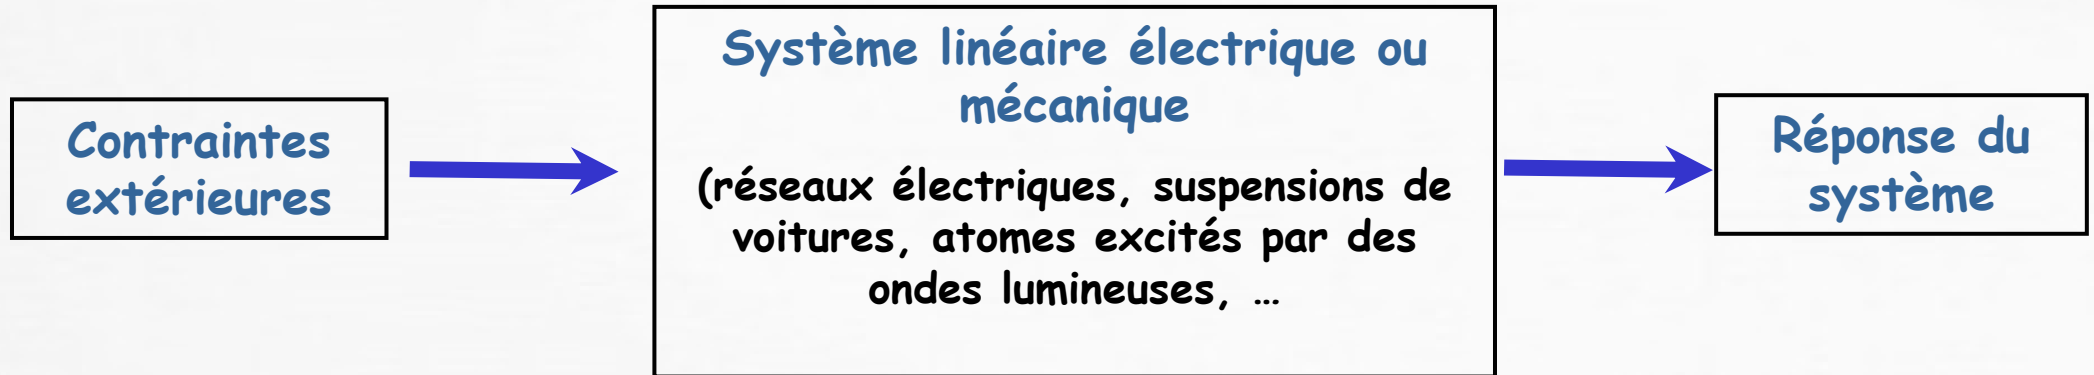 Contraintes
extérieures
Système linéaire électrique ou
mécanique
(réseaux électriques, suspensions de
voitures, atomes excités par des
ondes lumineuses, …
Réponse du
système